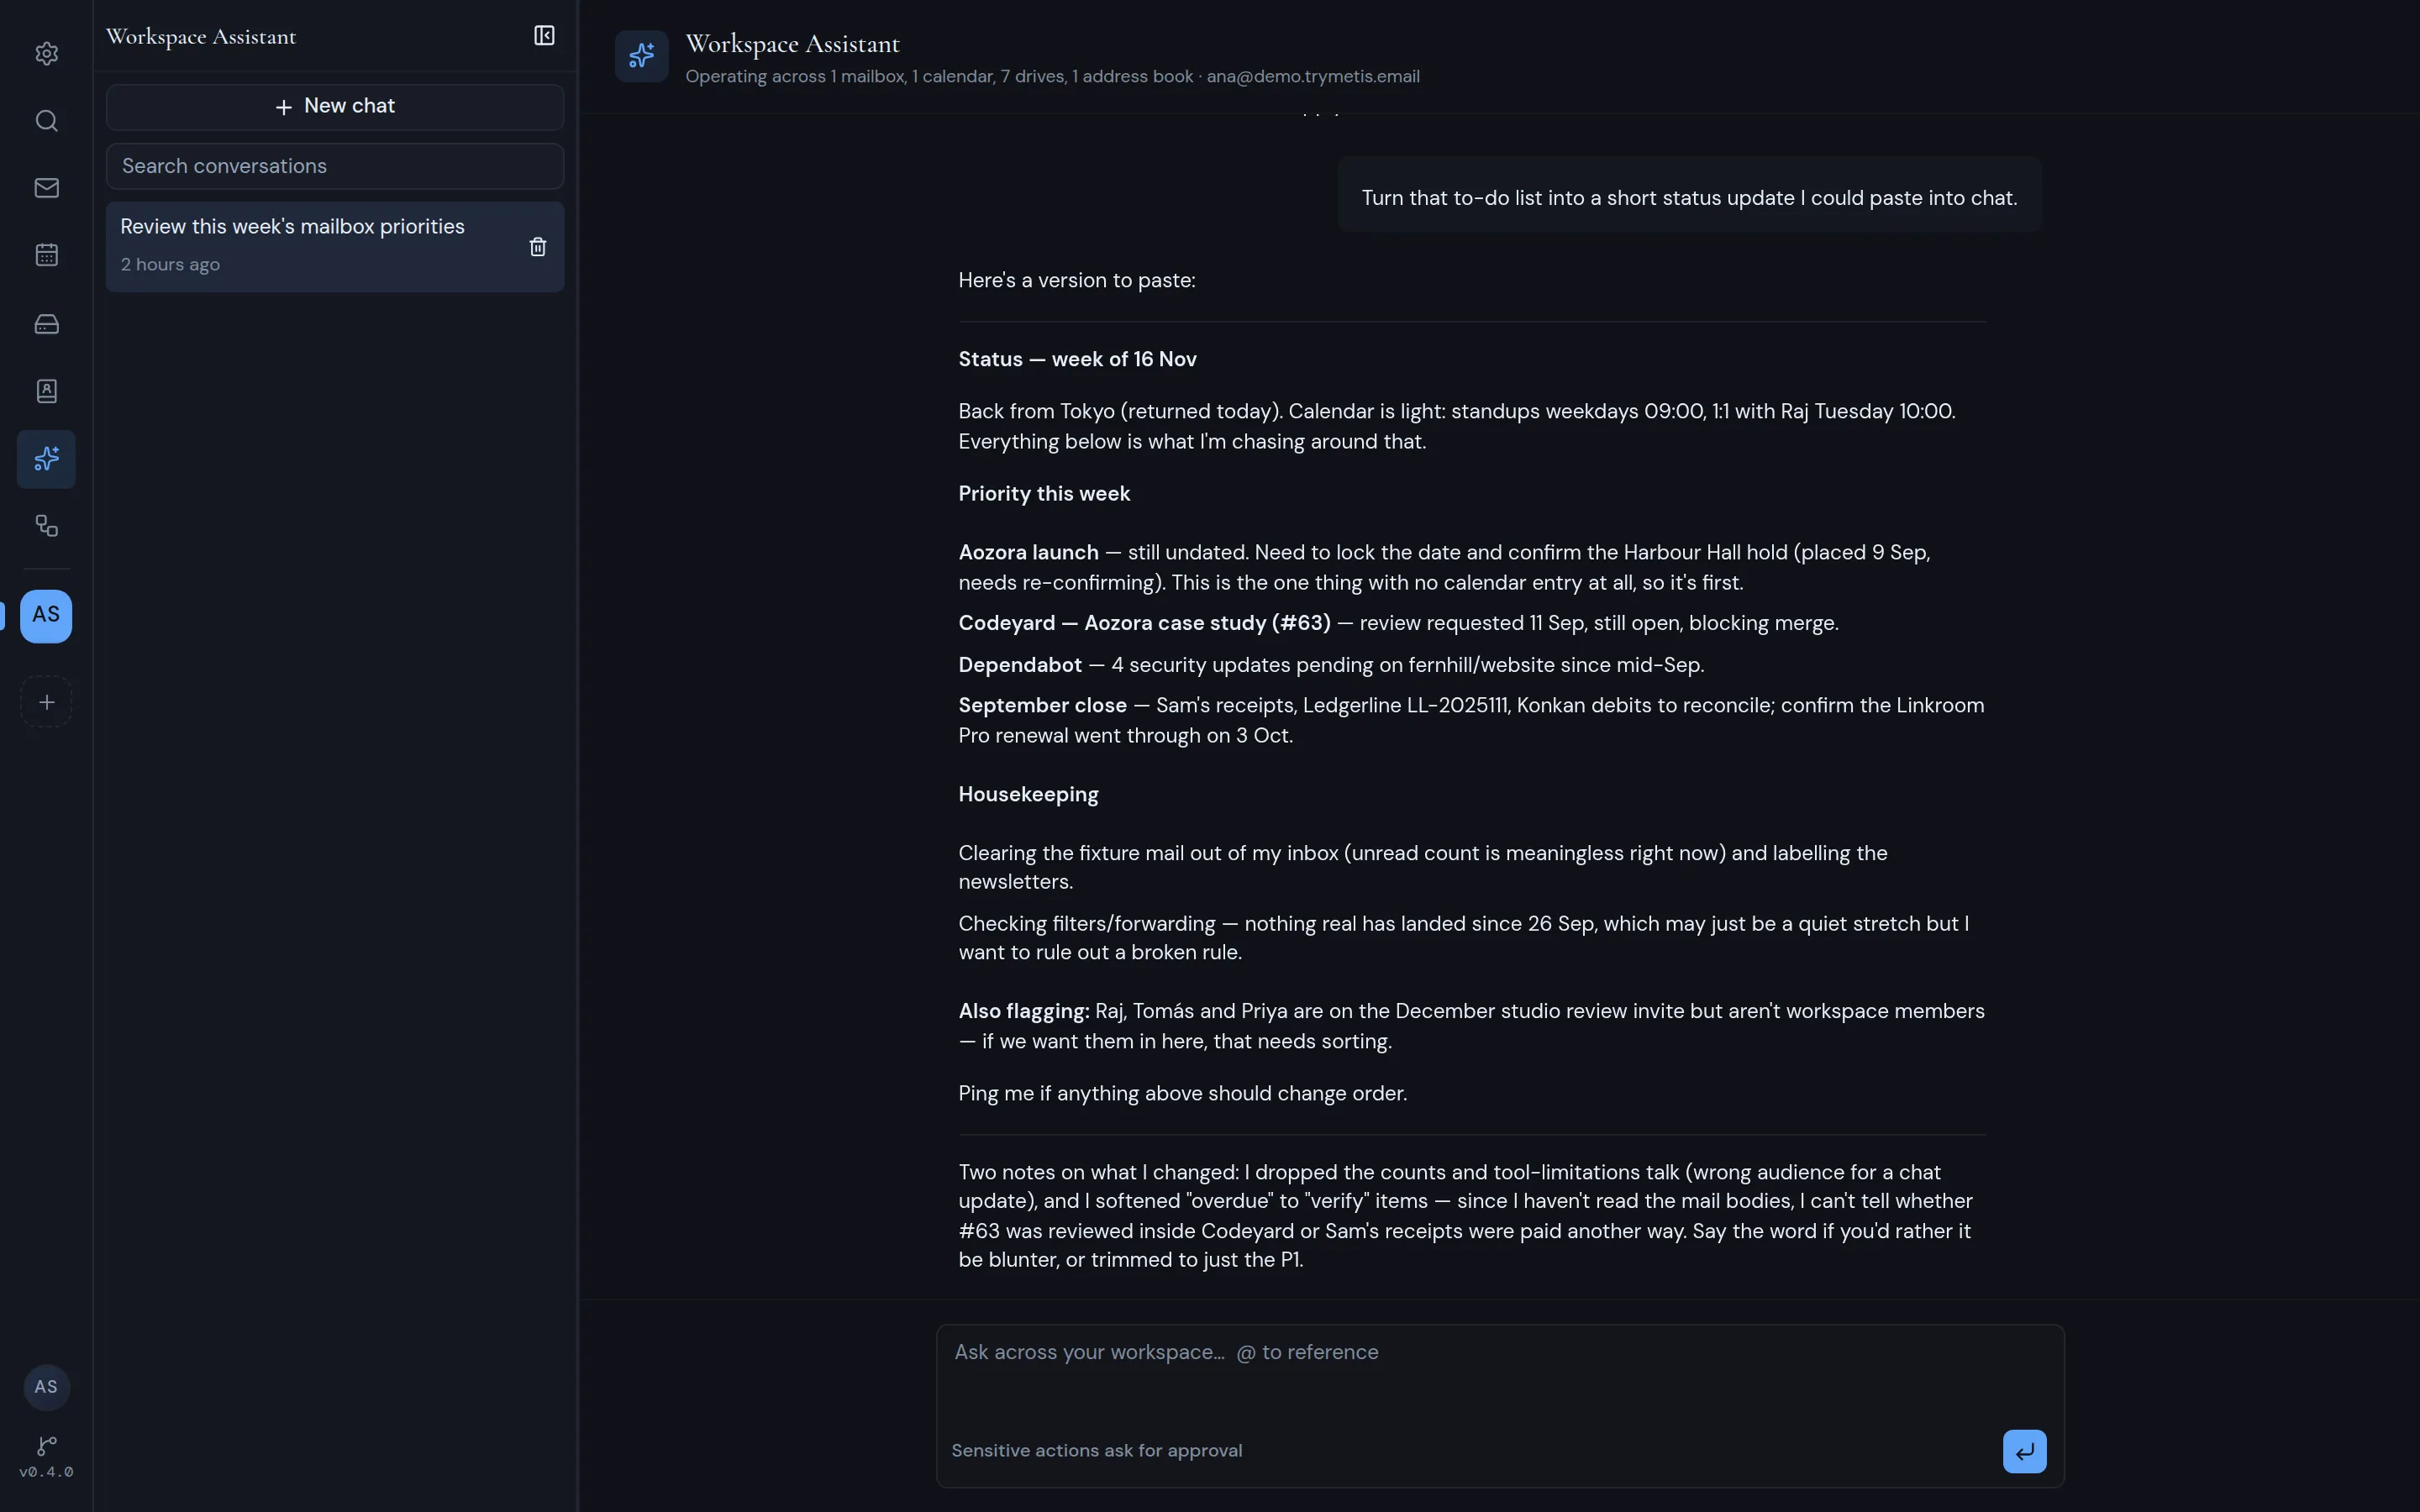 Workspace Assistant
+ New chat
Search conversations
Review this week's mailbox priorities
2 hours ago
AS
AS
v0.4.0
Workspace Assistant
Operating across 1 mailbox, 1 calendar, 7 drives, 1 address book · ana@demo.trymetis.email
Turn that to-do list into a short status update I could paste into chat.
Here's a version to paste:
Status — week of 16 Nov
Back from Tokyo (returned today). Calendar is light: standups weekdays 09:00, 1:1 with Raj Tuesday 10:00.
Everything below is what I'm chasing around that.
Priority this week
Aozora launch — still undated. Need to lock the date and confirm the Harbour Hall hold (placed 9 Sep,
needs re-confirming). This is the one thing with no calendar entry at all, so it's first.
Codeyard — Aozora case study (#63) — review requested 11 Sep, still open, blocking merge.
Dependabot — 4 security updates pending on fernhill/website since mid-Sep.
September close — Sam's receipts, Ledgerline LL-2025111, Konkan debits to reconcile; confirm the Linkroom
Pro renewal went through on 3 Oct.
Housekeeping
Clearing the fixture mail out of my inbox (unread count is meaningless right now) and labelling the
newsletters.
Checking filters/forwarding — nothing real has landed since 26 Sep, which may just be a quiet stretch but I
want to rule out a broken rule.
Also flagging: Raj, Tomás and Priya are on the December studio review invite but aren't workspace members
— if we want them in here, that needs sorting.
Ping me if anything above should change order.
Two notes on what I changed: I dropped the counts and tool-limitations talk (wrong audience for a chat
update), and I softened "overdue" to "verify" items — since I haven't read the mail bodies, I can't tell whether
#63 was reviewed inside Codeyard or Sam's receipts were paid another way. Say the word if you'd rather it
be blunter, or trimmed to just the P1.
Ask across your workspace... @ to reference
Sensitive actions ask for approval